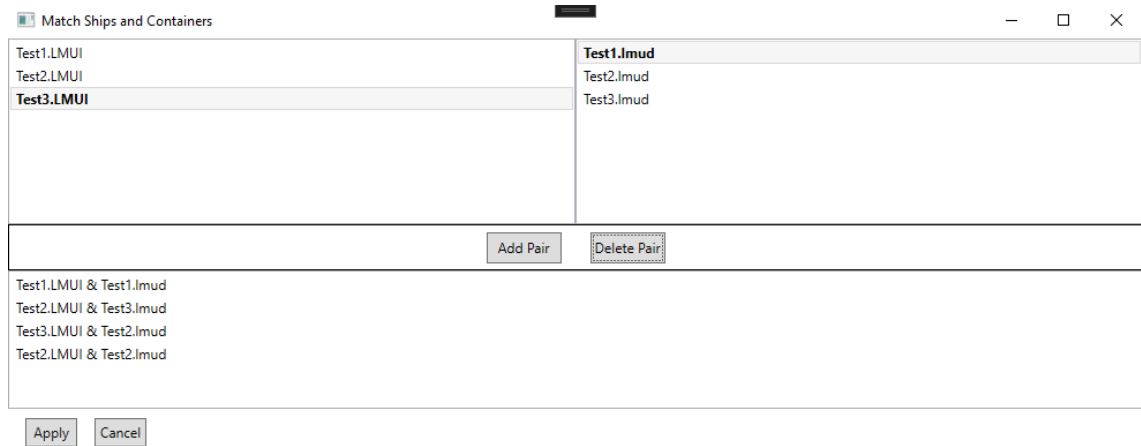 Match Ships and Containers
Test1.LMUI
Test2.LMUI
Test3.LMUI
Test1.lmud
Test2.lmud
Test3.lmud
Add Pair
Delete Pair
Test1.LMUI & Test1.lmud
Test2.LMUI & Test3.lmud
Test3.LMUI & Test2.lmud
Test2.LMUI & Test2.lmud
Apply
Cancel